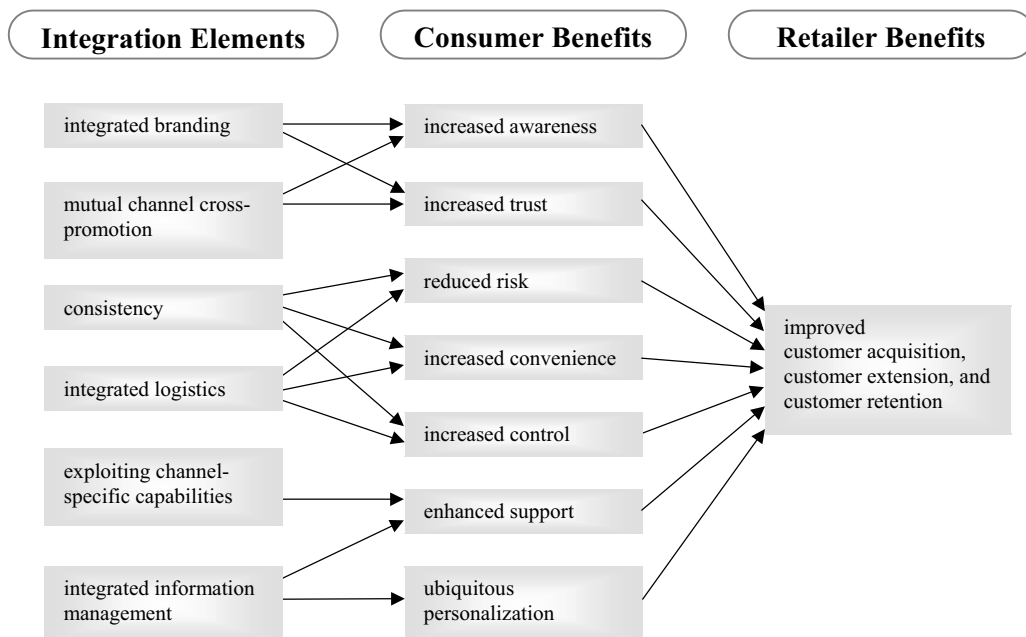 Integration Elements
Consumer Benefits
Retailer Benefits
integrated branding
mutual channel cross-
promotion
consistency
integrated logistics
exploiting channel-
specific capabilities
integrated information
management
increased awareness
increased trust
reduced risk
increased convenience
increased control
enhanced support
ubiquitous
personalization
improved
customer acquisition,
customer extension, and
customer retention